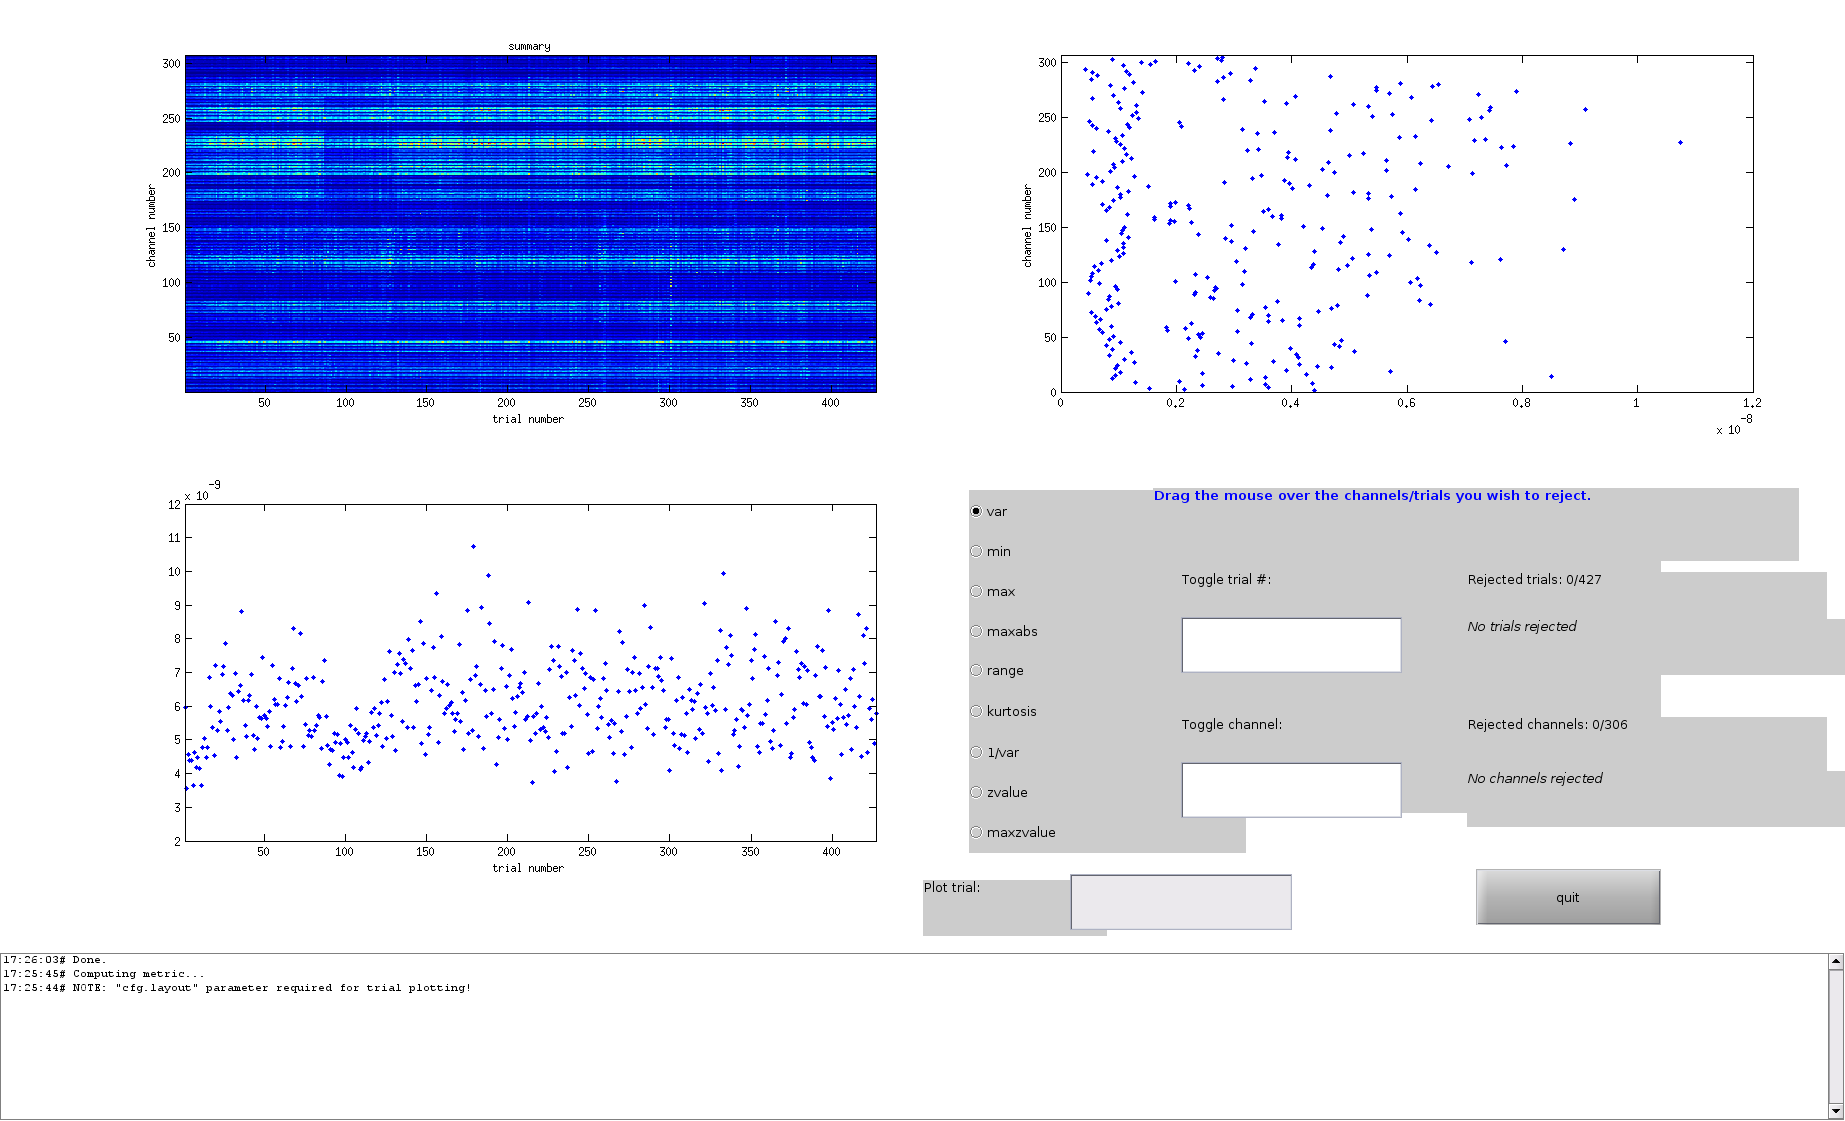 summary
300
250
200
150
100
50
channel number
50
100
150
200
250
300
350
400
trial number
300
250
200
150
100
50
0
channel number
0
0.2
0.4
0.6
0.8
1
1.2
x 10^-8
x 10^-9
12
11
10
9
8
7
6
5
4
3
2
50
100
150
200
250
300
350
400
trial number
Drag the mouse over the channels/trials you wish to reject.
var
min
max
maxabs
range
kurtosis
1/var
zvalue
maxzvalue
Toggle trial #:
Rejected trials: 0/427
No trials rejected
Toggle channel:
Rejected channels: 0/306
No channels rejected
Plot trial:
quit
17:26:03# Done.
17:25:45# Computing metric...
17:25:44# NOTE: "cfg.layout" parameter required for trial plotting!